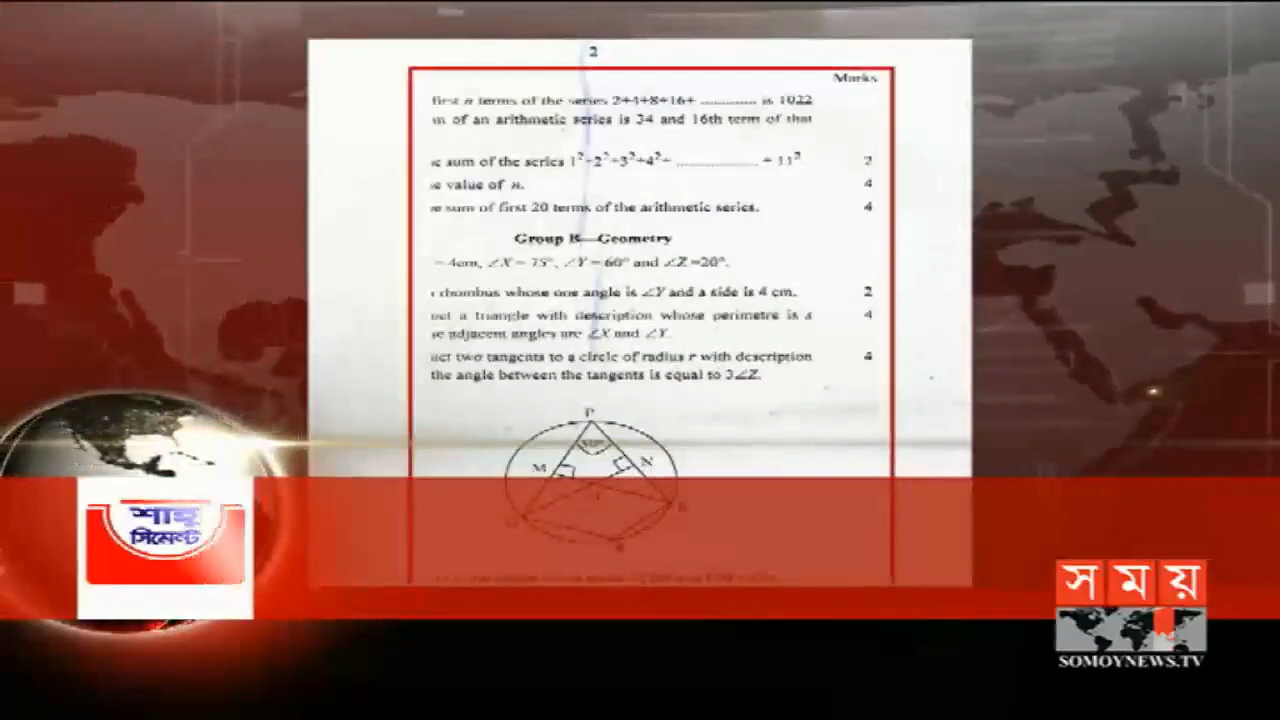 2
Marks
first n terms of the series 2+4+8+16+ .............. is 1022
m of an arithmetic series is 34 and 16th term of that
e sum of the series 1²+2²+3²+4²+ ..................... + 11² 2
e value of n. 4
e sum of first 20 terms of the arithmetic series. 4
Group B—Geometry
= 4cm, ∠X = 75°, ∠Y = 60° and ∠Z =20°.
rhombus whose one angle is ∠Y and a side is 4 cm. 2
uct a triangle with description whose perimetre is s 4
se adjacent angles are ∠X and ∠Y.
uct two tangents to a circle of radius r with description 4
the angle between the tangents is equal to 3∠Z.
P
M
N
শাহ্
সিমেন্ট
সময়
SOMOYNEWS.TV